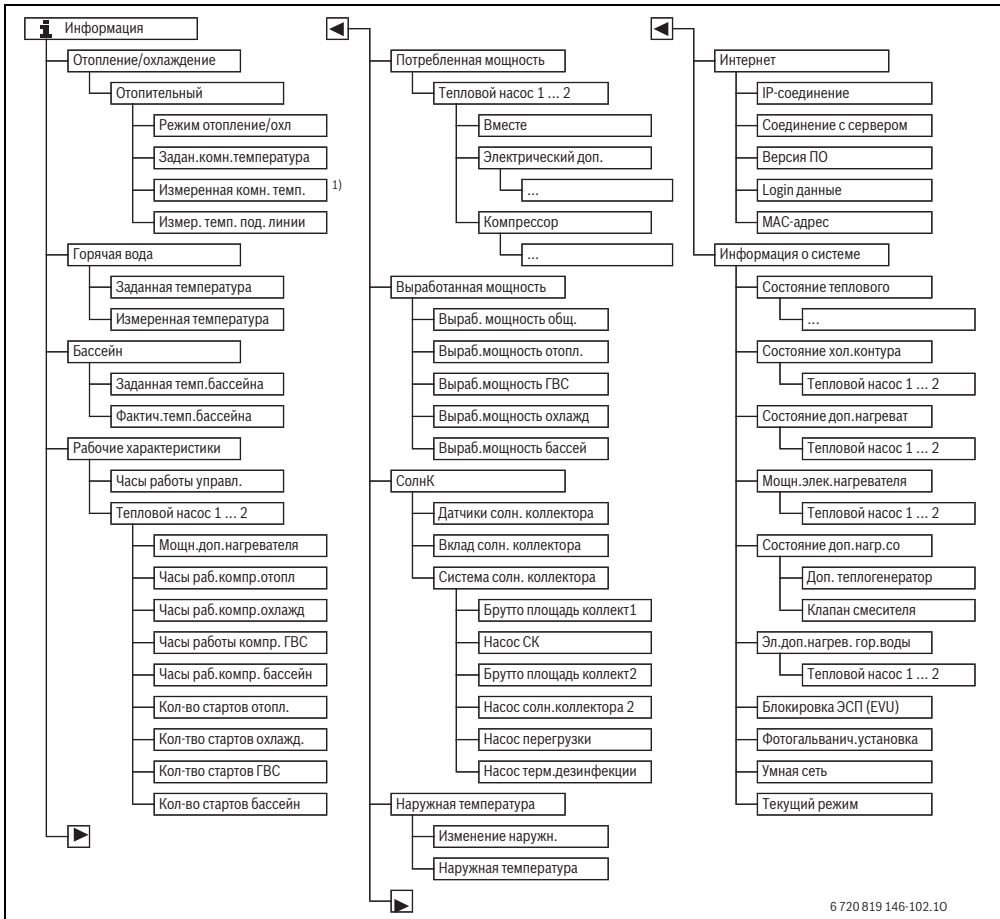 Информация
Отопление/охлаждение
Отопительный
Режим отопление/охл
Задан.комн.температура
Измеренная комн. темп. 1)
Измер. темп. под. линии
Горячая вода
Заданная температура
Измеренная температура
Бассейн
Заданная темп.бассейна
Фактич.темп.бассейна
Рабочие характеристики
Часы работы управл.
Тепловой насос 1 ... 2
Мощн.доп.нагревателя
Часы раб.компр.отопл
Часы раб.компр.охлажд
Часы работы компр. ГВС
Часы раб.компр. бассейн
Кол-во стартов отопл.
Кол-тво стартов охлажд.
Кол-тво стартов ГВС
Кол-во стартов бассейн
Потребленная мощность
Тепловой насос 1 ... 2
Вместе
Электрический доп.
...
Компрессор
...
Выработанная мощность
Выраб. мощность общ.
Выраб.мощность отопл.
Выраб.мощность ГВС
Выраб.мощность охлажд
Выраб.мощность бассей
СолнК
Датчики солн. коллектора
Вклад солн. коллектора
Система солн. коллектора
Брутто площадь коллект1
Насос СК
Брутто площадь коллект2
Насос солн.коллектора 2
Насос перегрузки
Насос терм.дезинфекции
Наружная температура
Изменение наружн.
Наружная температура
Интернет
IP-соединение
Соединение с сервером
Версия ПО
Login данные
MAC-адрес
Информация о системе
Состояние теплового
...
Состояние хол.контура
Тепловой насос 1 ... 2
Состояние доп.нагреват
Тепловой насос 1 ... 2
Мощн.элек.нагревателя
Тепловой насос 1 ... 2
Состояние доп.нагр.со
Доп. теплогенератор
Клапан смесителя
Эл.доп.нагрев. гор.воды
Тепловой насос 1 ... 2
Блокировка ЭСП (EVU)
Фотогальванич.установка
Умная сеть
Текущий режим
6 720 819 146-102.1O